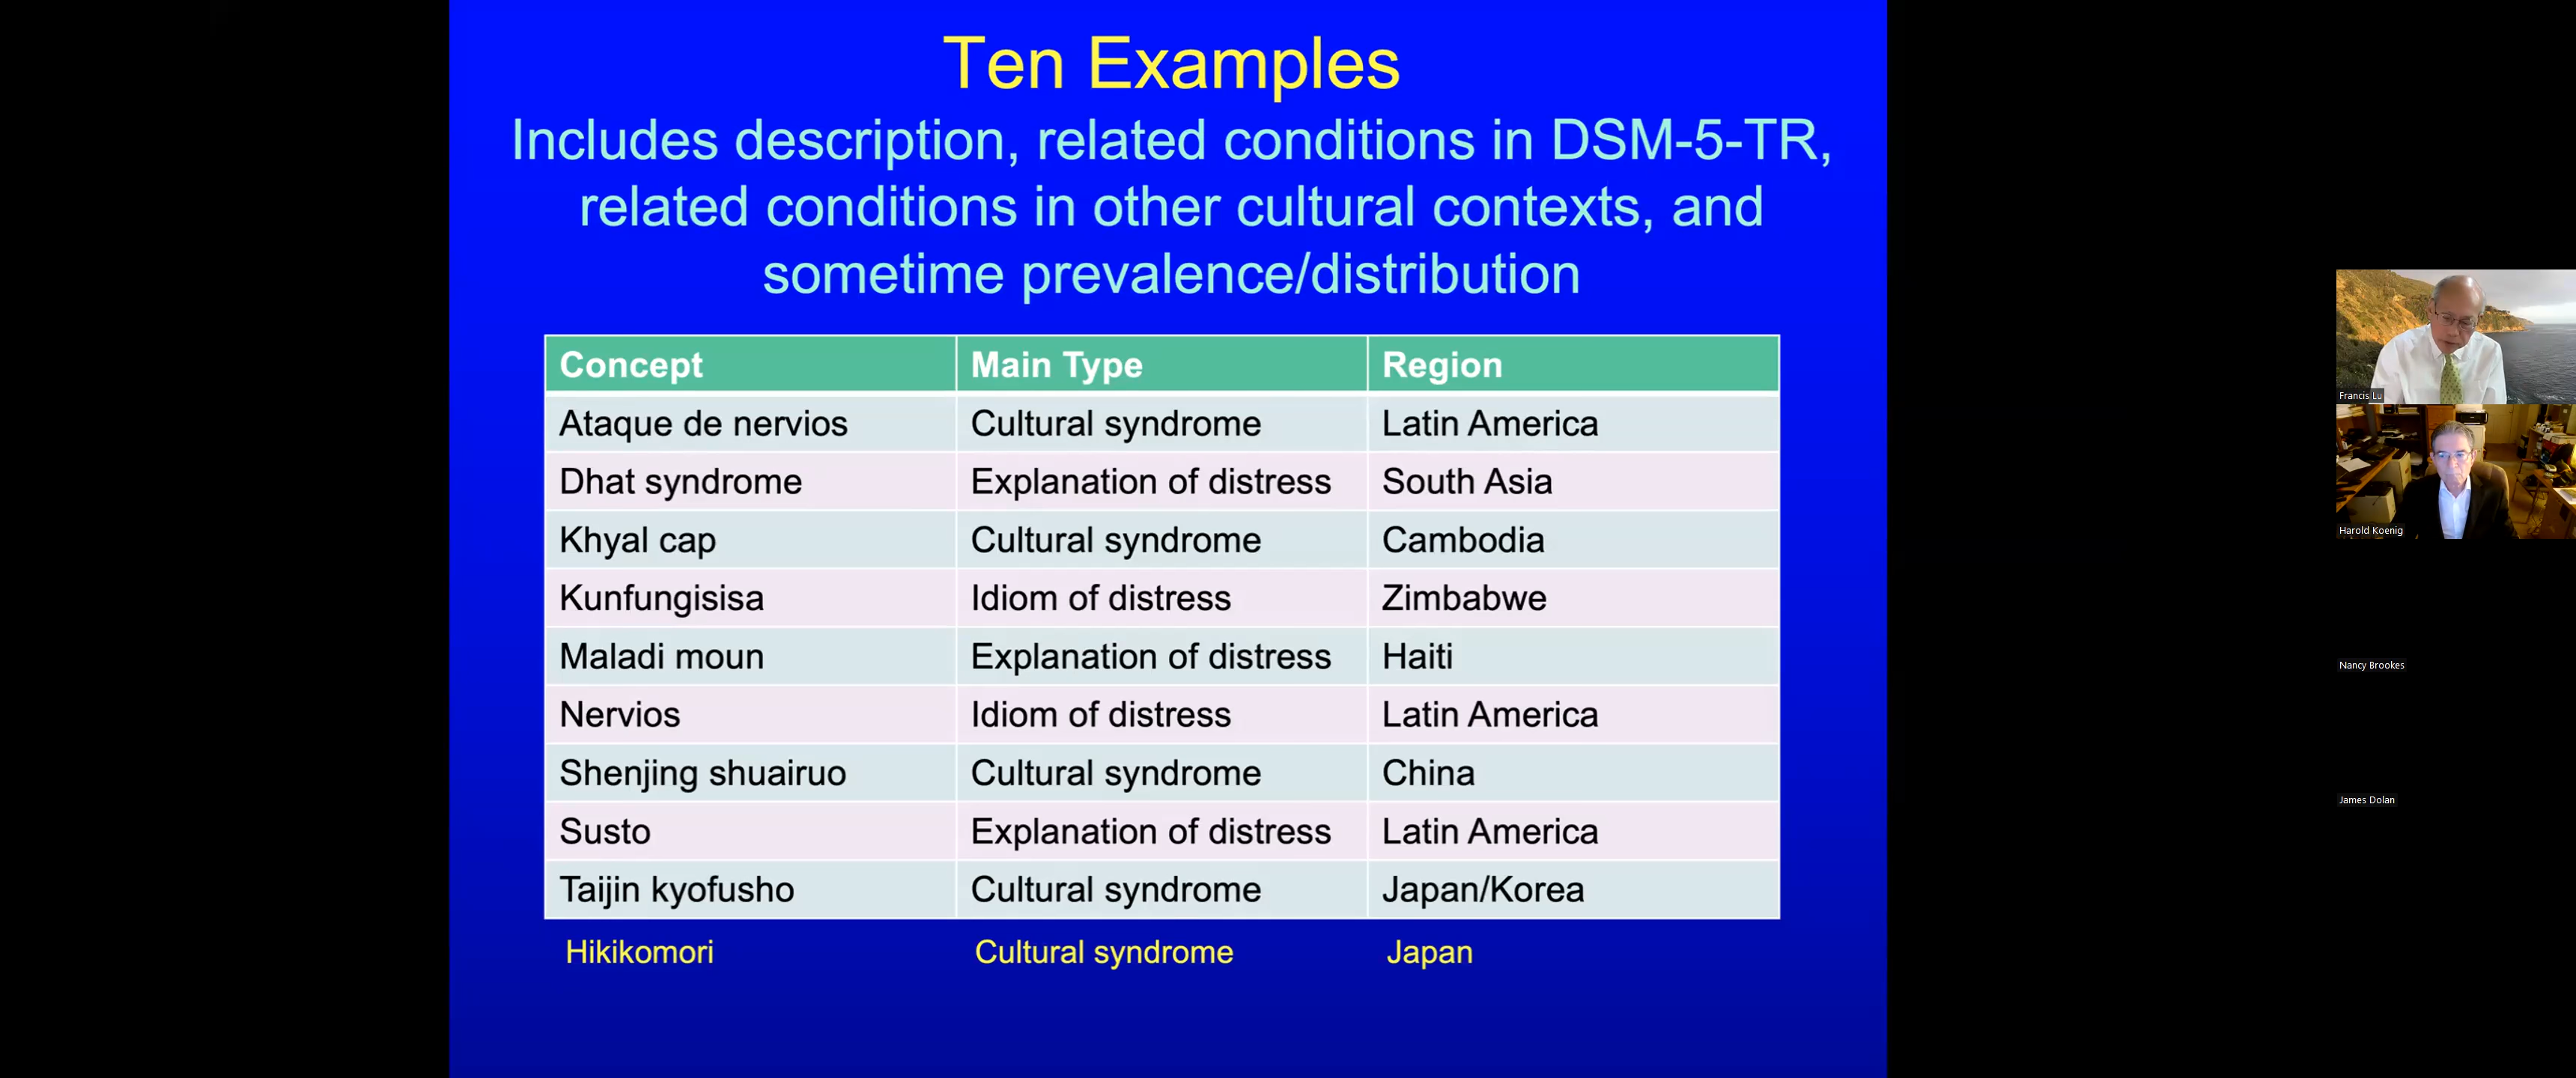 Ten Examples
Includes description, related conditions in DSM-5-TR,
related conditions in other cultural contexts, and
sometime prevalence/distribution
Concept Main Type Region
Ataque de nervios Cultural syndrome Latin America
Dhat syndrome Explanation of distress South Asia
Khyal cap Cultural syndrome Cambodia
Kunfungisisa Idiom of distress Zimbabwe
Maladi moun Explanation of distress Haiti
Nervios Idiom of distress Latin America
Shenjing shuairuo Cultural syndrome China
Susto Explanation of distress Latin America
Taijin kyofusho Cultural syndrome Japan/Korea
Hikikomori Cultural syndrome Japan
Francis Lu
Harold Koenig
Nancy Brookes
James Dolan